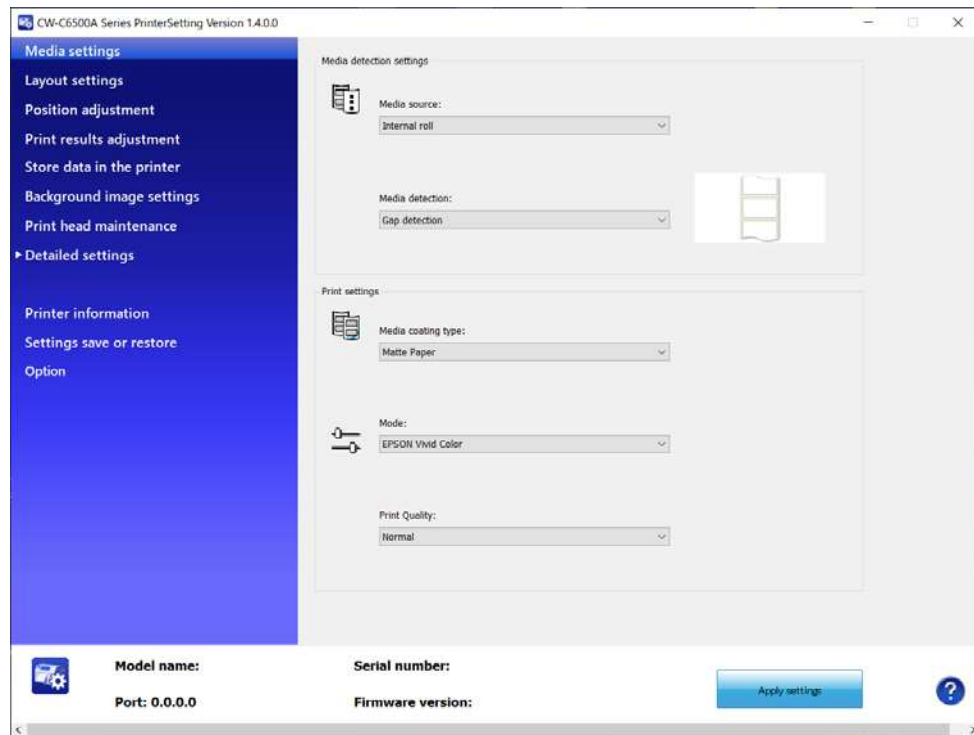 CW-C6500A Series PrinterSetting Version 1.4.0.0
Media settings
Layout settings
Position adjustment
Print results adjustment
Store data in the printer
Background image settings
Print head maintenance
Detailed settings
Printer information
Settings save or restore
Option
Media detection settings
Media source:
Internal roll
Media detection:
Gap detection
Print settings
Media coating type:
Matte Paper
Mode:
EPSON Vivid Color
Print Quality:
Normal
Model name:
Serial number:
Port: 0.0.0.0
Firmware version:
Apply settings
?